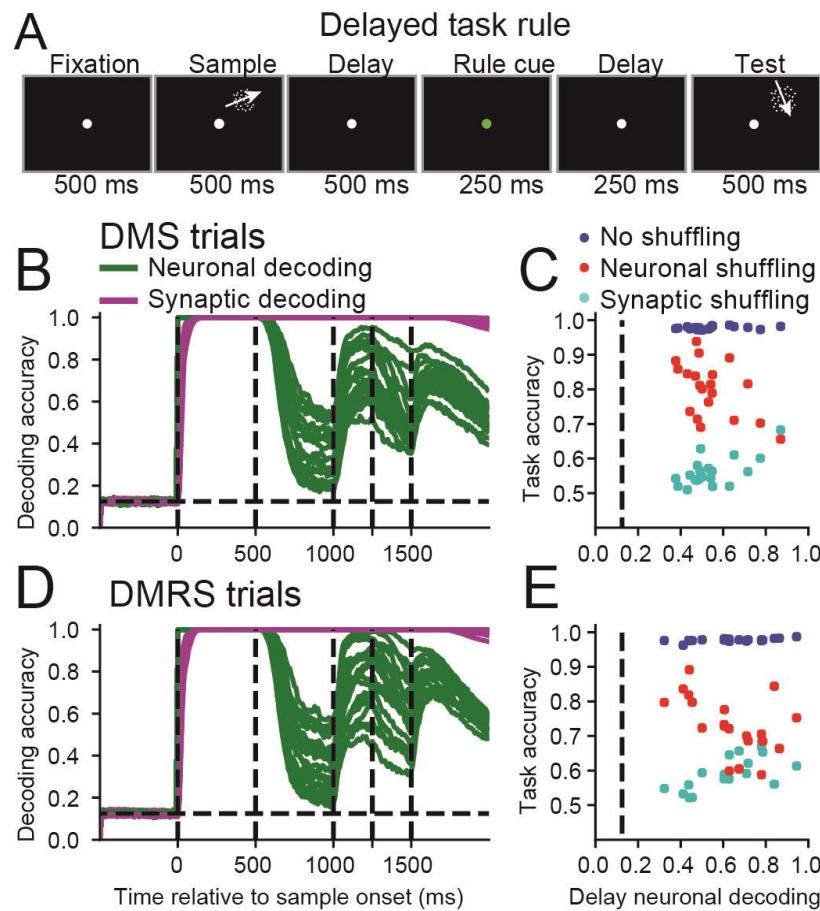 A
Delayed task rule
Fixation Sample Delay Rule cue Delay Test
500 ms 500 ms 500 ms 250 ms 250 ms 500 ms
DMS trials
B
Neuronal decoding
Synaptic decoding
Decoding accuracy
1.0
0.8
0.6
0.4
0.2
0.0
0 500 1000 1500
C
No shuffling
Neuronal shuffling
Synaptic shuffling
Task accuracy
1.0
0.9
0.8
0.7
0.6
0.5
0.0 0.2 0.4 0.6 0.8 1.0
D
DMRS trials
Decoding accuracy
1.0
0.8
0.6
0.4
0.2
0.0
0 500 1000 1500
Time relative to sample onset (ms)
E
Task accuracy
1.0
0.9
0.8
0.7
0.6
0.5
0.0 0.2 0.4 0.6 0.8 1.0
Delay neuronal decoding